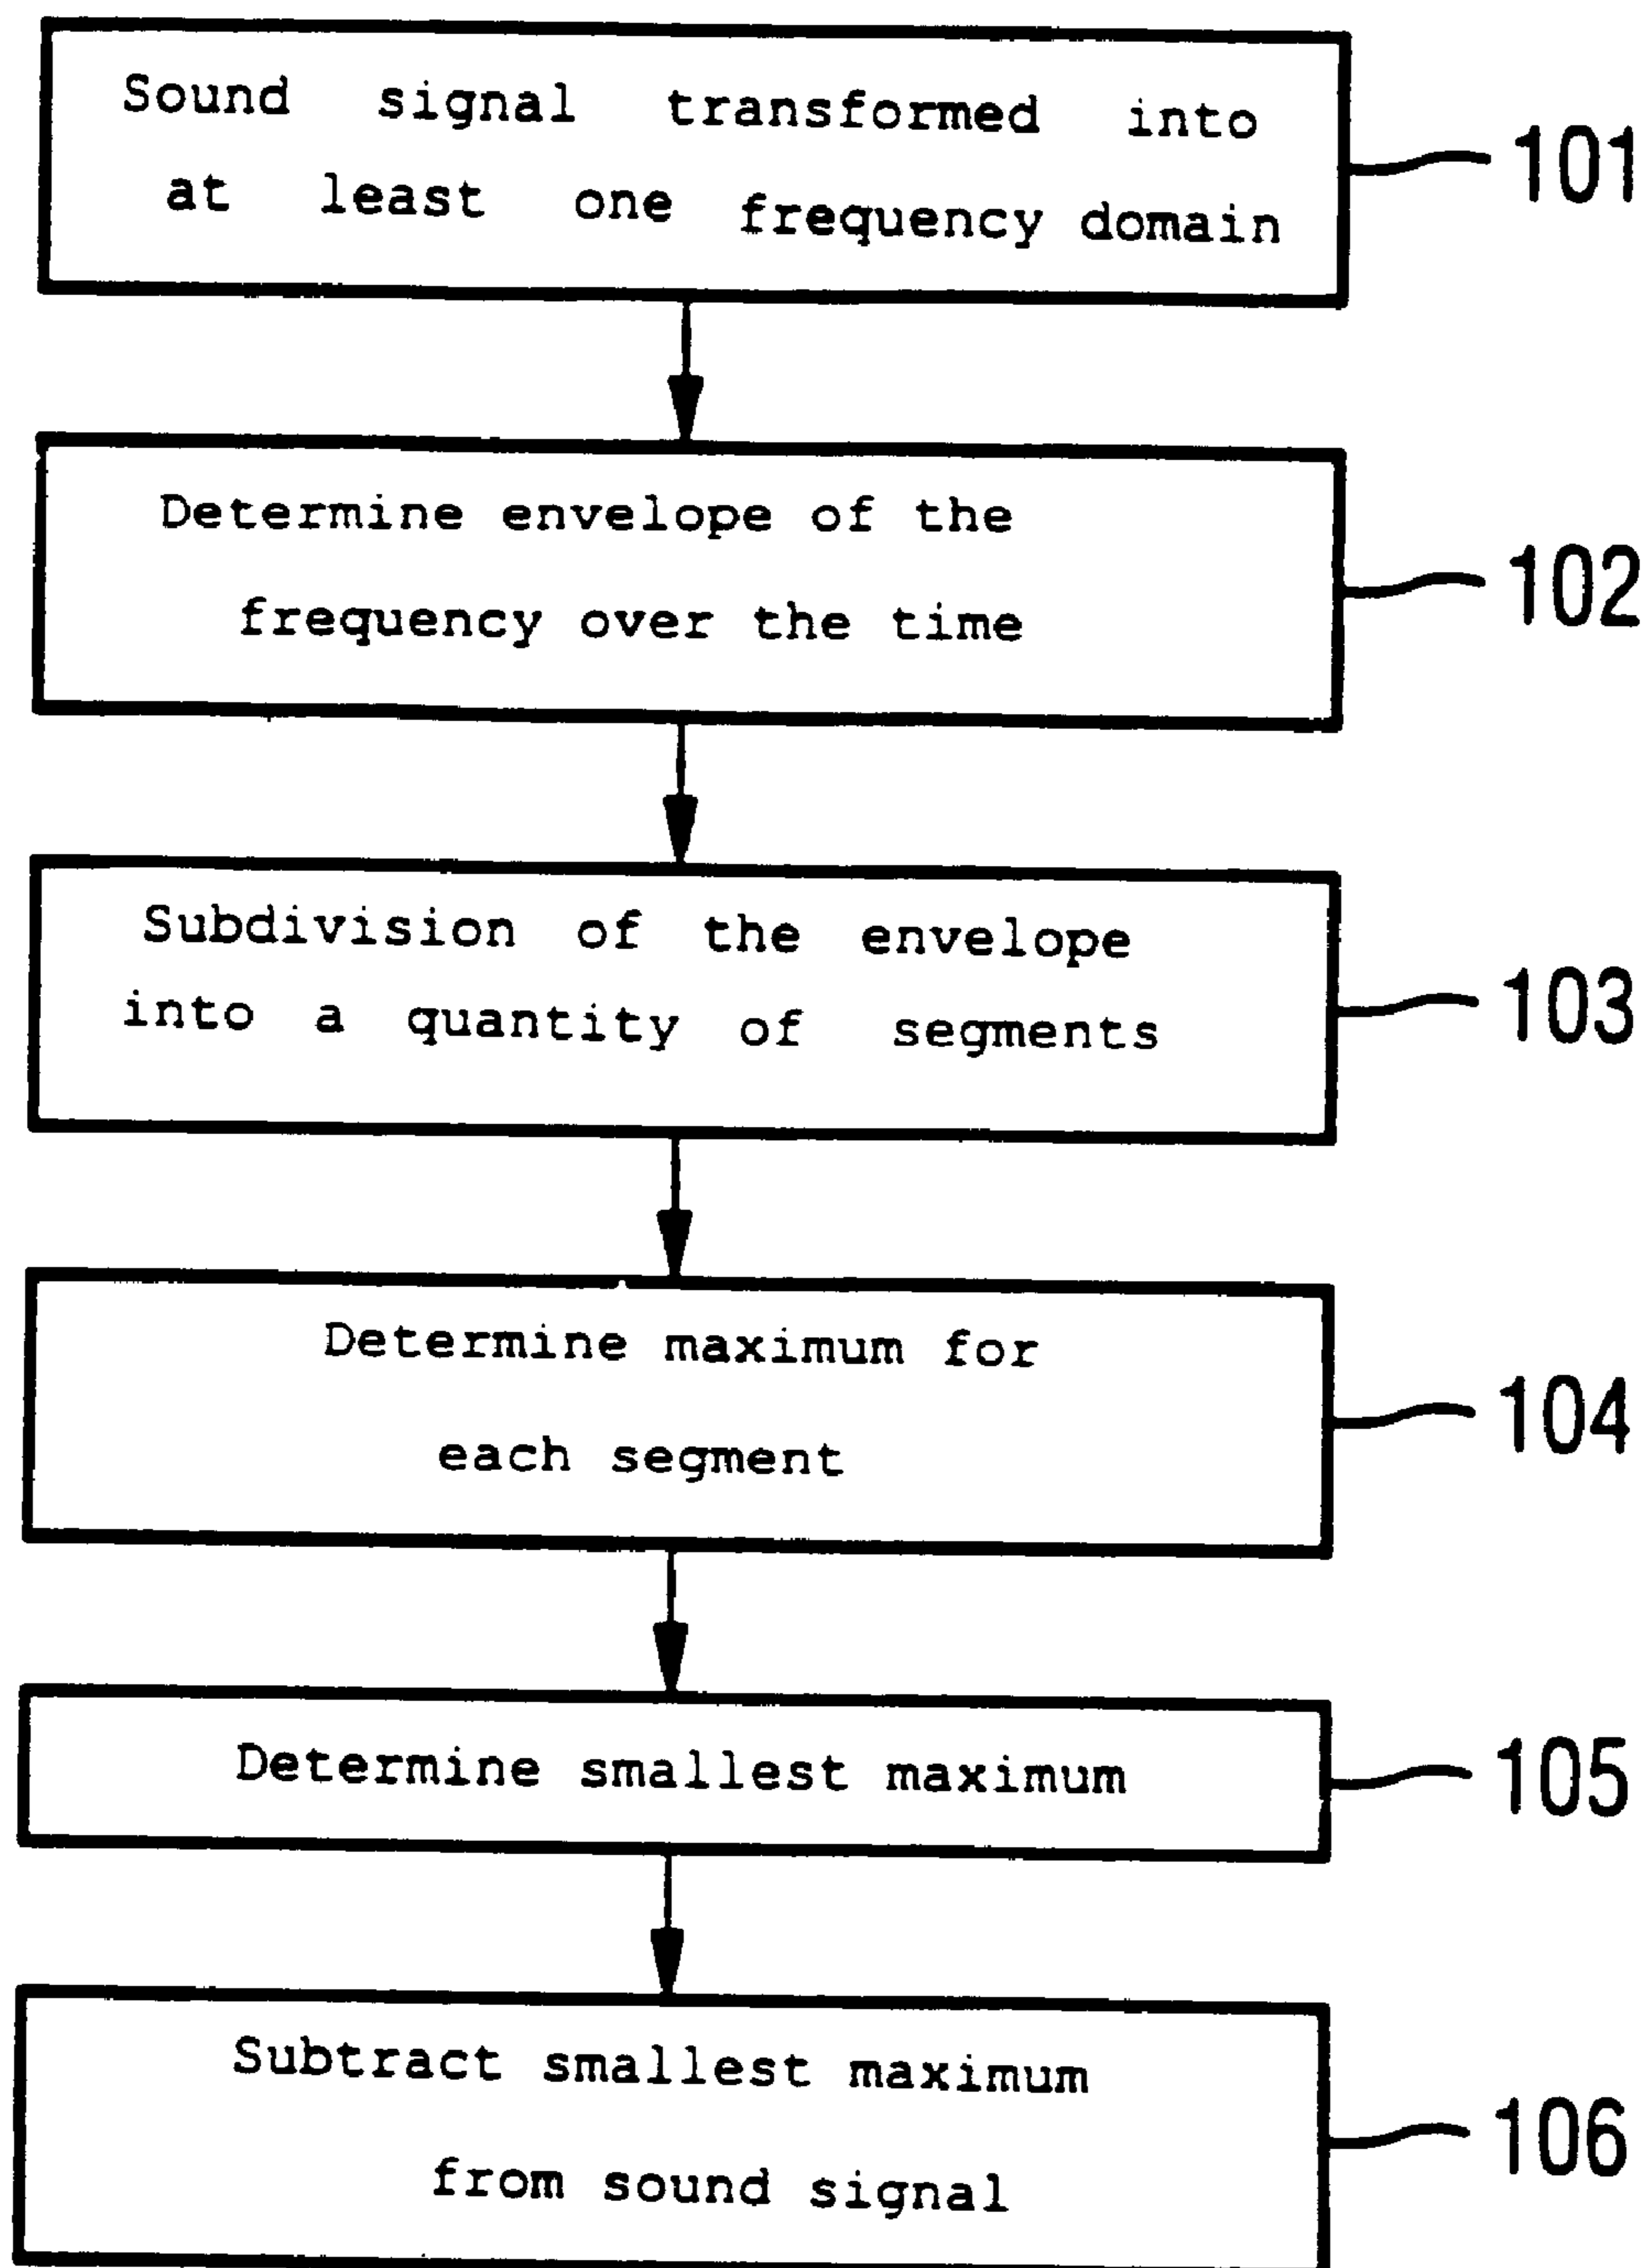 Sound signal transformed into
at least one frequency domain
101
Determine envelope of the
frequency over the time
102
Subdivision of the envelope
into a quantity of segments
103
Determine maximum for
each segment
104
Determine smallest maximum
105
Subtract smallest maximum
from sound signal
106